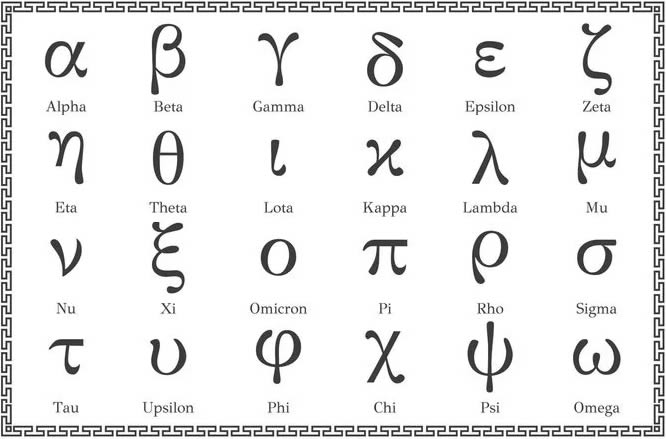 α β γ δ ε ζ
Alpha Beta Gamma Delta Epsilon Zeta
η θ ι ϰ λ μ
Eta Theta Lota Kappa Lambda Mu
ν ξ ο π ρ σ
Nu Xi Omicron Pi Rho Sigma
τ υ φ χ ψ ω
Tau Upsilon Phi Chi Psi Omega